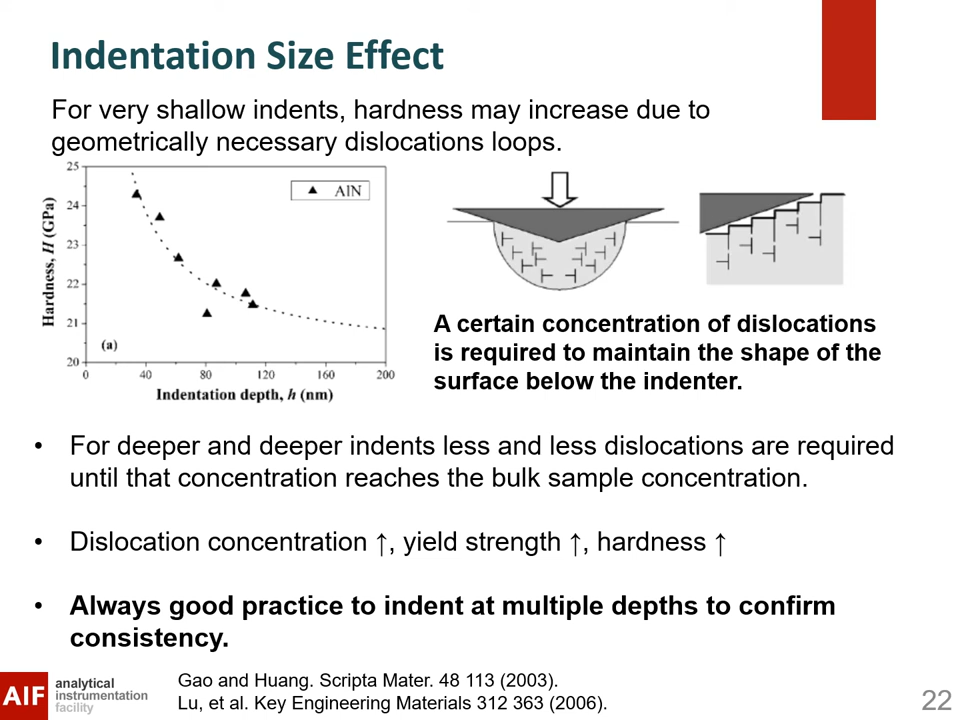 Indentation Size Effect
For very shallow indents, hardness may increase due to
geometrically necessary dislocations loops.
25
24
23
22
21
20
Hardness, H (GPa)
AlN
(a)
0
40
80
120
160
200
Indentation depth, h (nm)
A certain concentration of dislocations
is required to maintain the shape of the
surface below the indenter.
• For deeper and deeper indents less and less dislocations are required
until that concentration reaches the bulk sample concentration.
• Dislocation concentration ↑, yield strength ↑, hardness ↑
• Always good practice to indent at multiple depths to confirm
consistency.
AIF analytical
instrumentation
facility
Gao and Huang. Scripta Mater. 48 113 (2003).
Lu, et al. Key Engineering Materials 312 363 (2006).
22